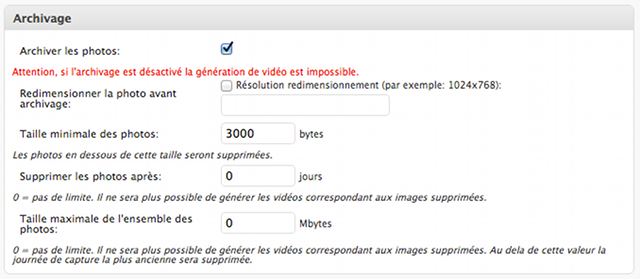 Archivage
Archiver les photos:
Attention, si l'archivage est désactivé la génération de vidéo est impossible.
Redimensionner la photo avant archivage:
Résolution redimensionnement (par exemple: 1024x768):
Taille minimale des photos: 3000 bytes
Les photos en dessous de cette taille seront supprimées.
Supprimer les photos après: 0 jours
0 = pas de limite. Il ne sera plus possible de générer les vidéos correspondant aux images supprimées.
Taille maximale de l'ensemble des photos: 0 Mbytes
0 = pas de limite. Il ne sera plus possible de générer les vidéos correspondant aux images supprimées. Au dela de cette valeur la
journée de capture la plus ancienne sera supprimée.